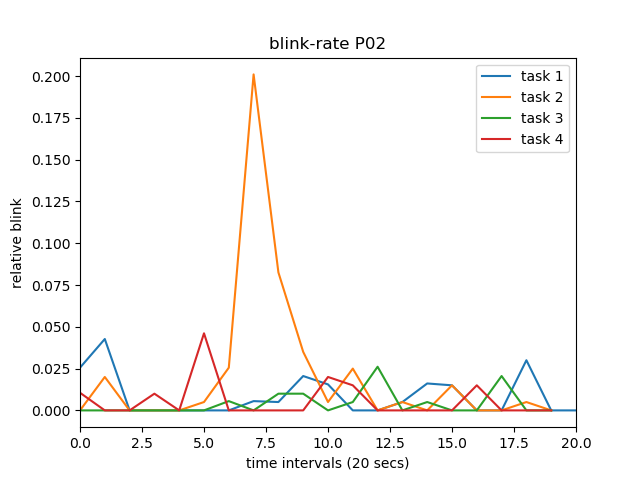 blink-rate P02
0.200
0.175
0.150
0.125
0.100
0.075
0.050
0.025
0.000
relative blink
task 1
task 2
task 3
task 4
0.0 2.5 5.0 7.5 10.0 12.5 15.0 17.5 20.0
time intervals (20 secs)